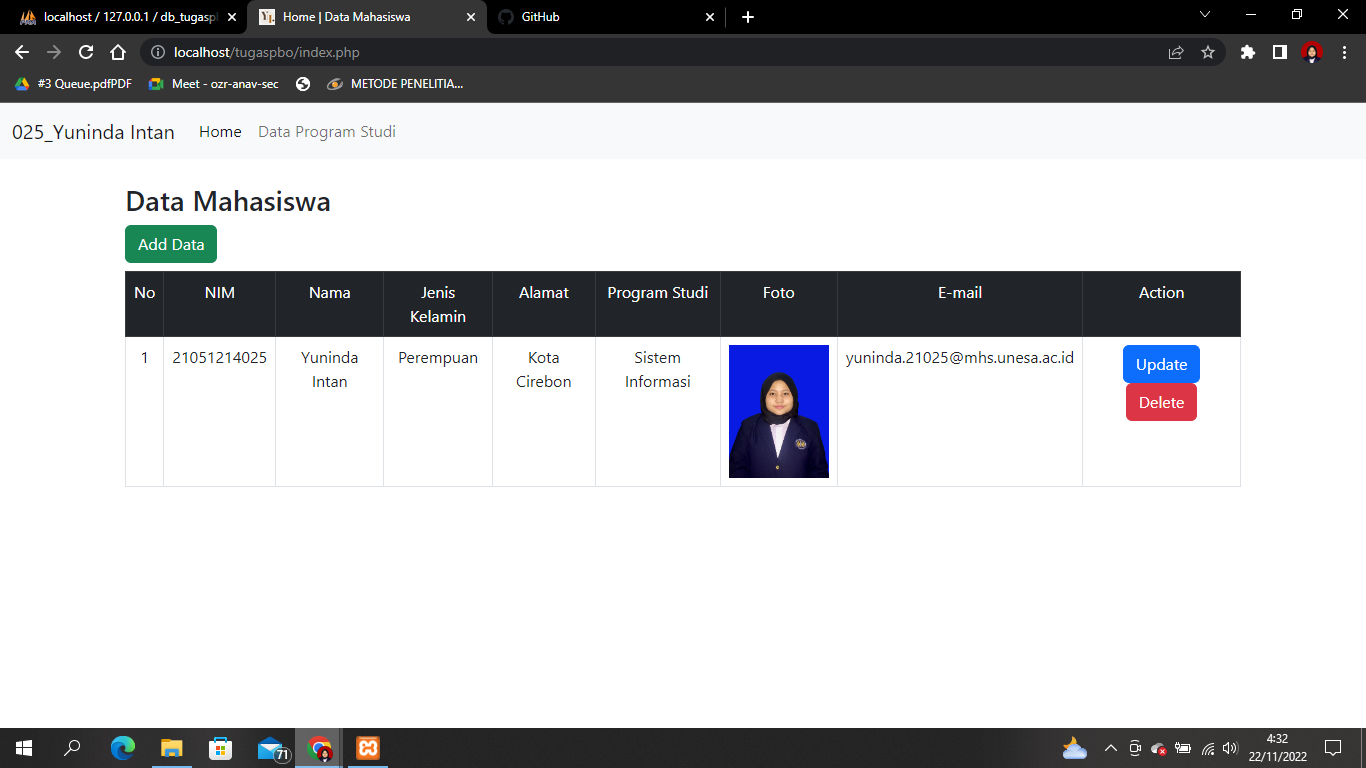 localhost / 127.0.0.1 / db_tugasp
Home | Data Mahasiswa
GitHub
localhost/tugaspbo/index.php
#3 Queue.pdfPDF
Meet - ozr-anav-sec
METODE PENELITIA...
025_Yuninda Intan
Home
Data Program Studi
Data Mahasiswa
Add Data
No NIM Nama Jenis Kelamin Alamat Program Studi Foto E-mail Action
1 21051214025 Yuninda Intan Perempuan Kota Cirebon Sistem Informasi yuninda.21025@mhs.unesa.ac.id Update
Delete
71
4:32
22/11/2022